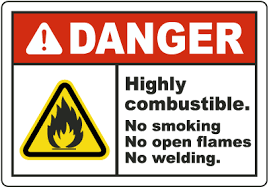 DANGER
Highly
combustible.
No smoking
No open flames
No welding.